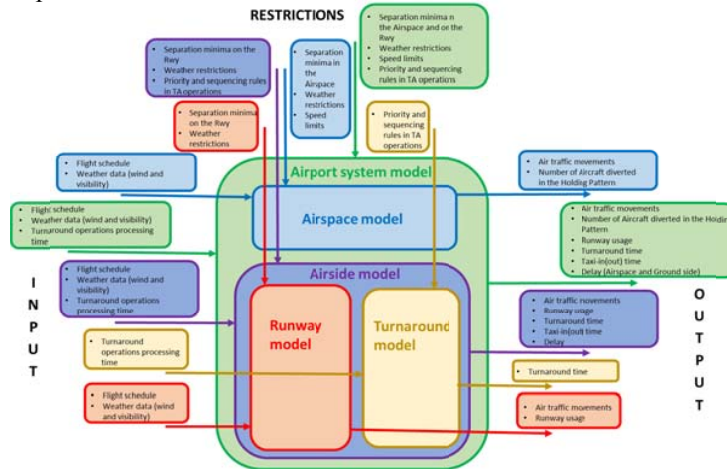 RESTRICTIONS
Separation minima on the
Rwy
Weather restrictions
Priority and sequencing rules
in TA operations
Separation
minima in
the
Airspace
Weather
restrictions
Speed
limits
Separation minima n
the Airspace and or the
Rwy
Weather restrictions
Speed limits
Priority and sequencing
rules in TA operations
Separation minima
on the Rwy
Weather
restrictions
Priority and
sequencing
rules in TA
operations
Flight schedule
Weather data (wind and
visibility)
Flight schedule
Weather data (wind and visibility)
Turnaround operations processing
time
Flight schedule
Weather data (wind and
visibility)
Turnaround operations
processing time
Turnaround
operations processing
time
Flight schedule
Weather data (wind
and visibility)
INPUT
Airport system model
Airspace model
Airside model
Runway
model
Turnaround
model
Air traffic movements
Number of Aircraft diverted
in the Holding Pattern
Air traffic movements
Number of Aircraft diverted in the Holding
Pattern
Runway usage
Turnaround time
Taxi-in(out) time
Delay (Airspace and Ground side)
Air traffic movements
Runway usage
Turnaround time
Taxi-in(out) time
Delay
Turnaround time
Air traffic movements
Runway usage
OUTPUT